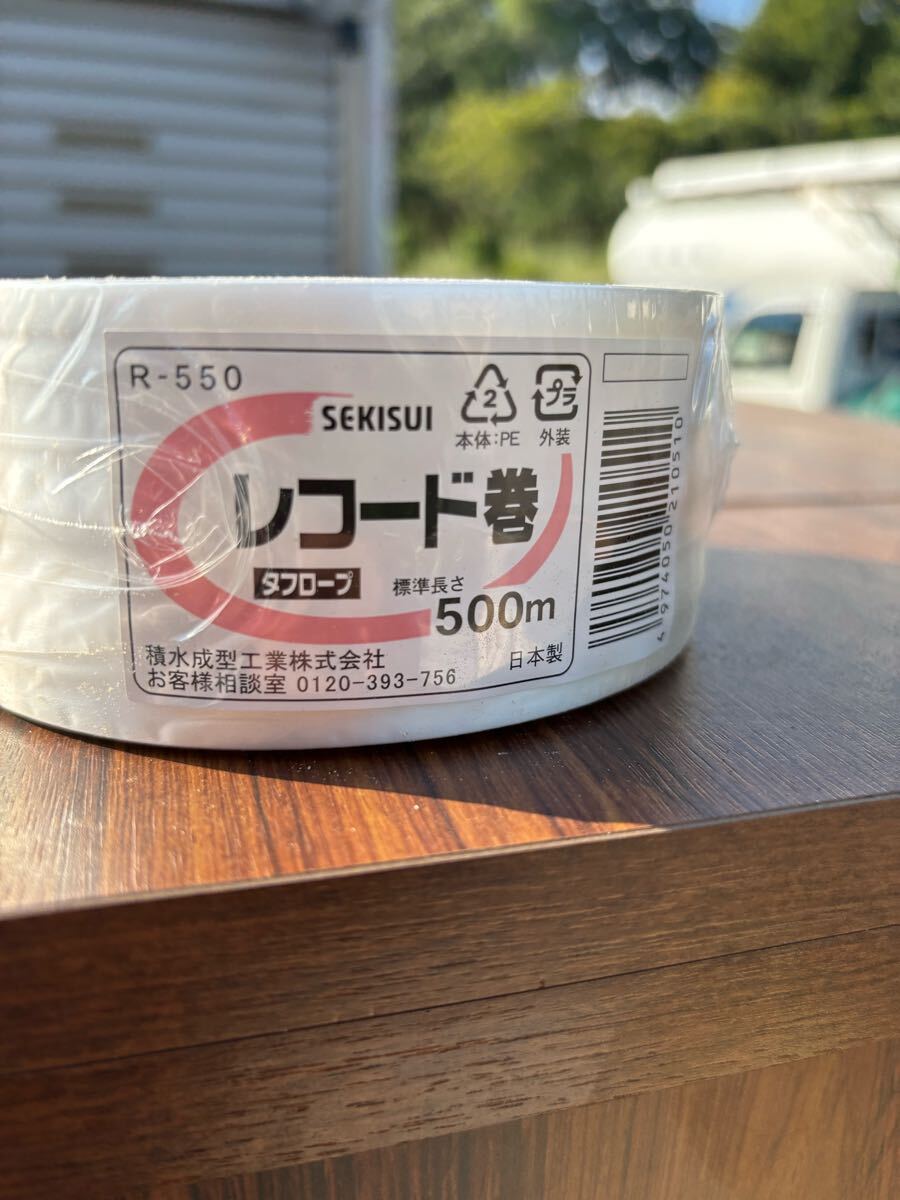 R-550
SEKISUI
2
本体:PE
プラ
外装
レコード巻
タフロープ
標準長さ
500m
積水成型工業株式会社
日本製
お客様相談室 0120-393-756
4974050210510